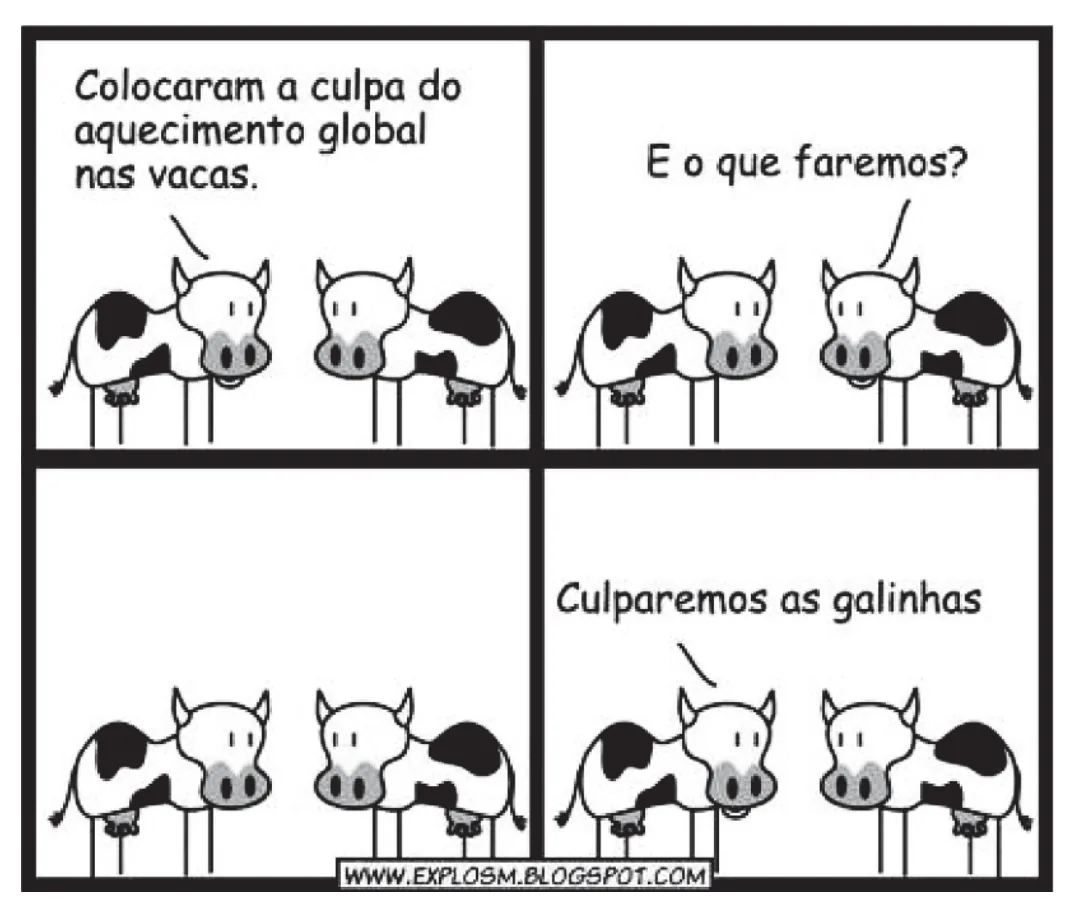 Colocaram a culpa do
aquecimento global
nas vacas.
E o que faremos?
Culparemos as galinhas
WWW.EXPLOSM.BLOGSPOT.COM